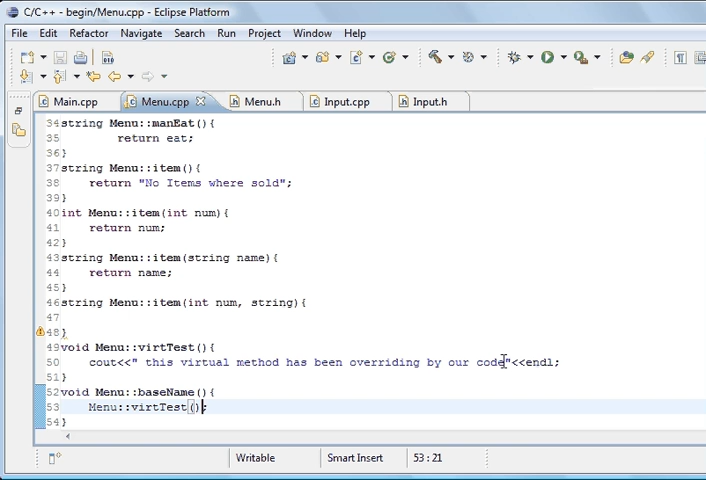 C/C++ - begin/Menu.cpp - Eclipse Platform
File Edit Refactor Navigate Search Run Project Window Help
Main.cpp Menu.cpp Menu.h Input.cpp Input.h
34 string Menu::manEat(){
35 return eat;
36 }
37 string Menu::item(){
38 return "No Items where sold";
39 }
40 int Menu::item(int num){
41 return num;
42 }
43 string Menu::item(string name){
44 return name;
45 }
46 string Menu::item(int num, string){
47
48 }
49 void Menu::virtTest(){
50 cout<<" this virtual method has been overriding by our code"<<endl;
51 }
52 void Menu::baseName(){
53 Menu::virtTest();
54 }
Writable Smart Insert 53 : 21